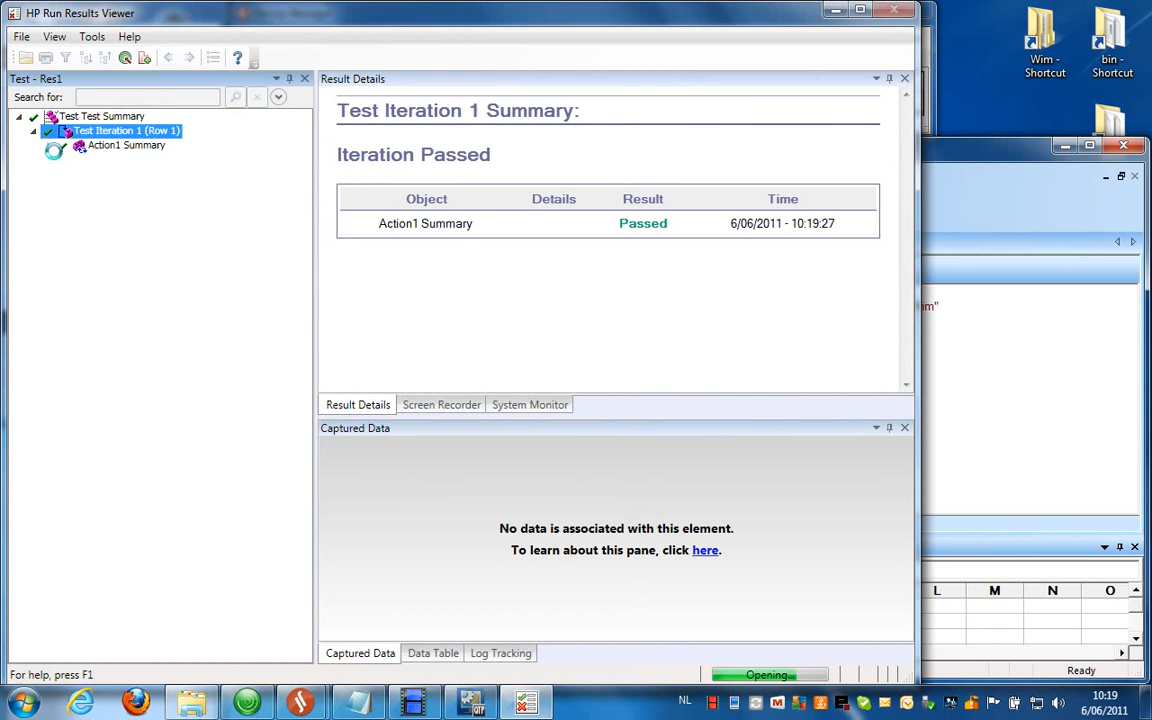 HP Run Results Viewer
File View Tools Help
Test - Res1
Search for:
Test Test Summary
Test Iteration 1 (Row 1)
Action1 Summary
Result Details
Test Iteration 1 Summary:
Iteration Passed
Object Details Result Time
Action1 Summary Passed 6/06/2011 - 10:19:27
Result Details Screen Recorder System Monitor
Captured Data
No data is associated with this element.
To learn about this pane, click here.
Captured Data Data Table Log Tracking
For help, press F1
Opening...
Wim - Shortcut
bin - Shortcut
im"
L M N O
Ready
NL
10:19
6/06/2011